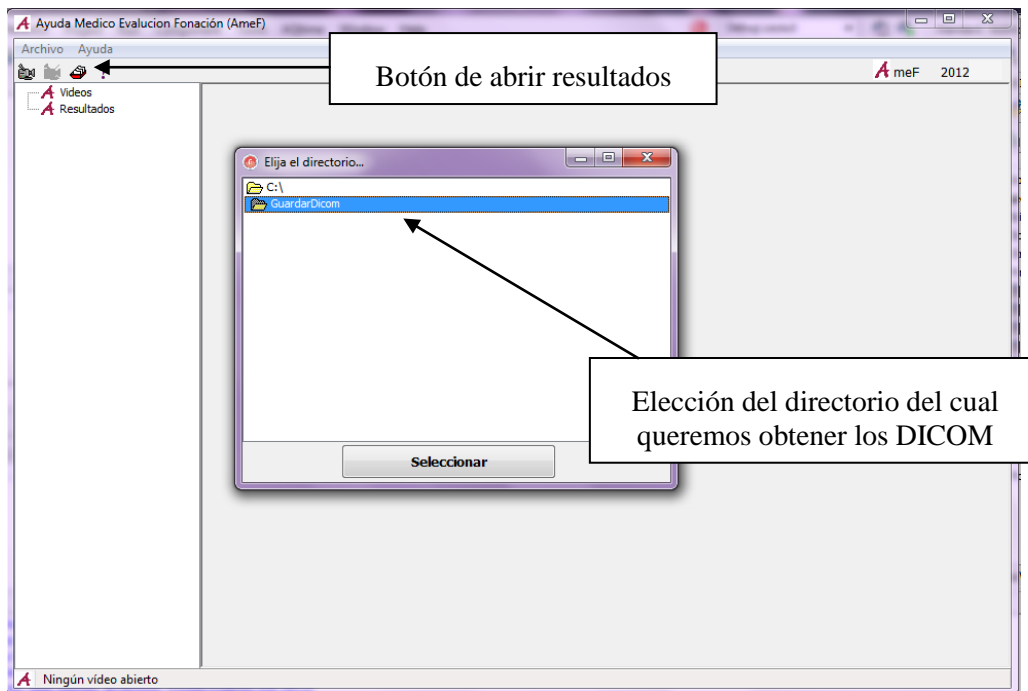 Ayuda Medico Evalucion Fonación (AmeF)
Archivo Ayuda
Botón de abrir resultados
A meF 2012
Videos
Resultados
Elija el directorio...
C:\
GuardarDicom
Elección del directorio del cual
queremos obtener los DICOM
Seleccionar
Ningún vídeo abierto